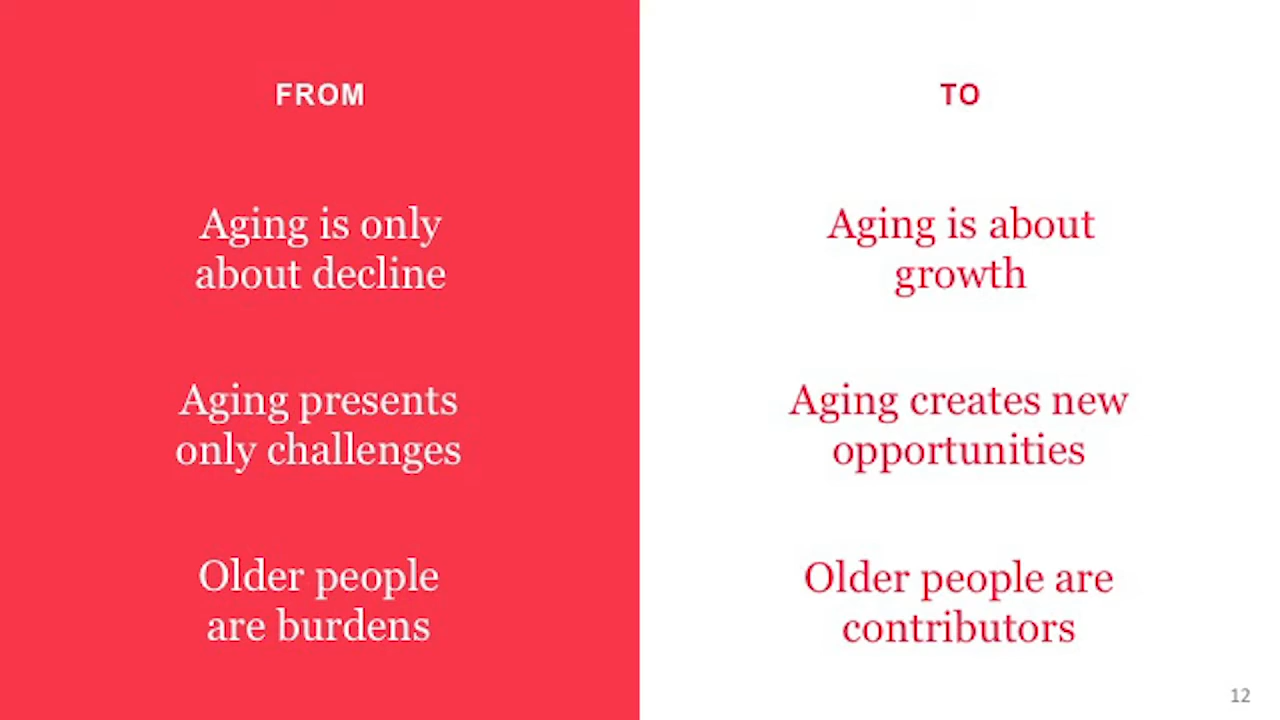 FROM
Aging is only
about decline
Aging presents
only challenges
Older people
are burdens
TO
Aging is about
growth
Aging creates new
opportunities
Older people are
contributors
12